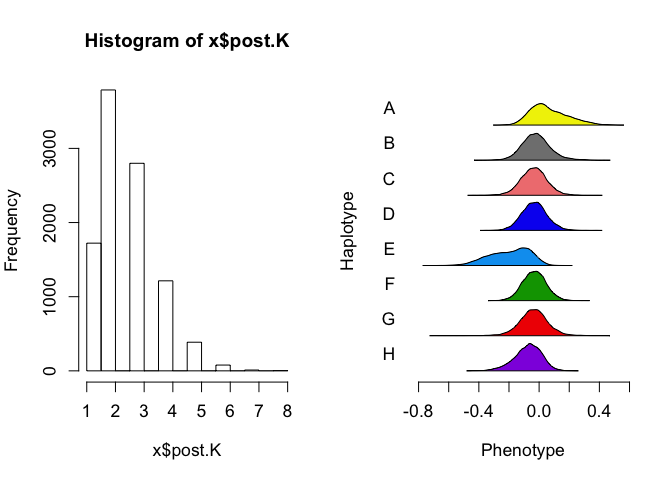 Histogram of x$post.K
Frequency
0
1000
2000
3000
1 2 3 4 5 6 7 8
x$post.K
Haplotype
A
B
C
D
E
F
G
H
-0.8 -0.4 0.0 0.4
Phenotype